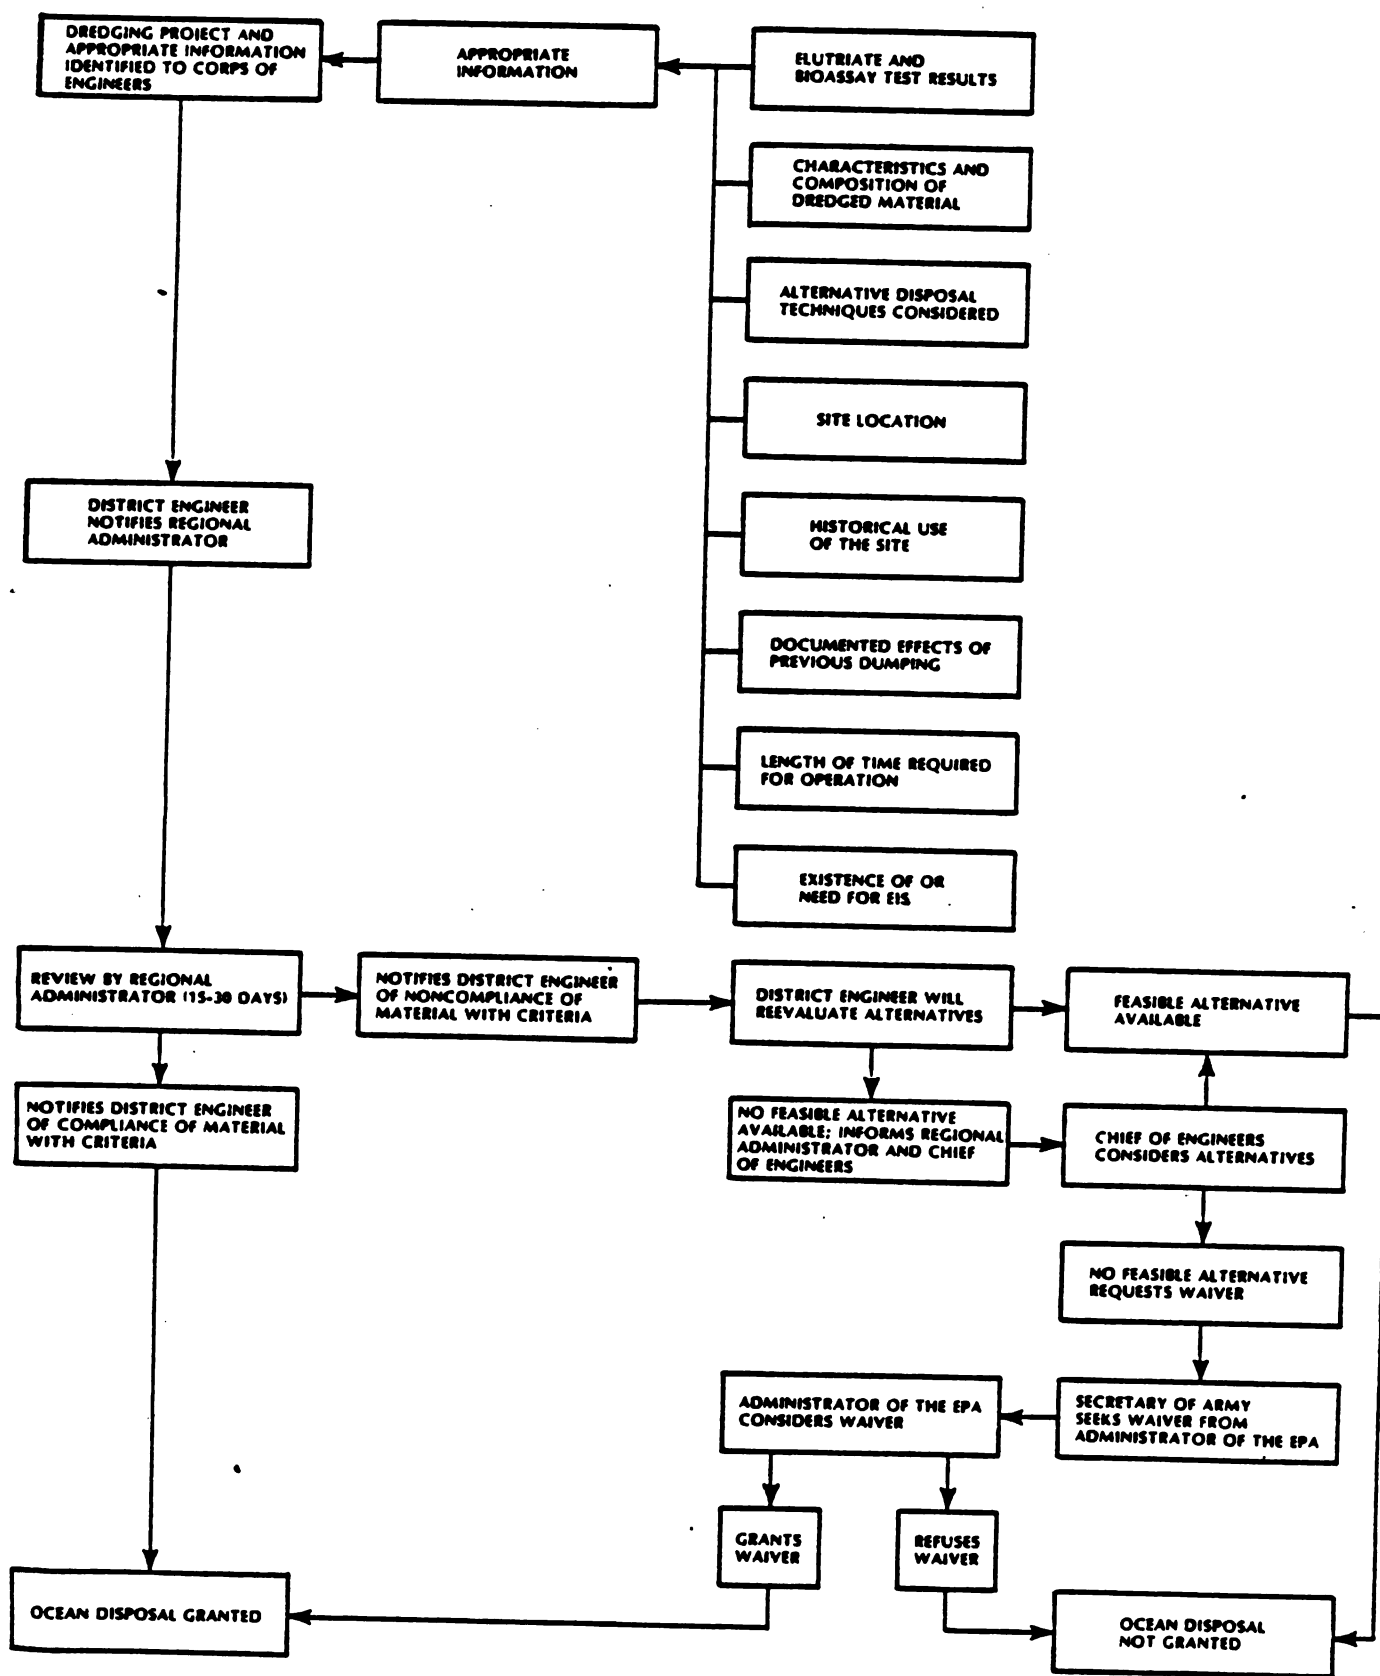 DREDGING PROJECT AND
APPROPRIATE INFORMATION
IDENTIFIED TO CORPS OF
ENGINEERS
APPROPRIATE
INFORMATION
ELUTRIATE AND
BIOASSAY TEST RESULTS
CHARACTERISTICS AND
COMPOSITION OF
DREDGED MATERIAL
ALTERNATIVE DISPOSAL
TECHNIQUES CONSIDERED
SITE LOCATION
DISTRICT ENGINEER
NOTIFIES REGIONAL
ADMINISTRATOR
HISTORICAL USE
OF THE SITE
DOCUMENTED EFFECTS OF
PREVIOUS DUMPING
LENGTH OF TIME REQUIRED
FOR OPERATION
EXISTENCE OF OR
NEED FOR EIS
REVIEW BY REGIONAL
ADMINISTRATOR (15-30 DAYS)
NOTIFIES DISTRICT ENGINEER
OF NONCOMPLIANCE OF
MATERIAL WITH CRITERIA
DISTRICT ENGINEER WILL
REEVALUATE ALTERNATIVES
FEASIBLE ALTERNATIVE
AVAILABLE
NOTIFIES DISTRICT ENGINEER
OF COMPLIANCE OF MATERIAL
WITH CRITERIA
NO FEASIBLE ALTERNATIVE
AVAILABLE; INFORMS REGIONAL
ADMINISTRATOR AND CHIEF
OF ENGINEERS
CHIEF OF ENGINEERS
CONSIDERS ALTERNATIVES
NO FEASIBLE ALTERNATIVE
REQUESTS WAIVER
ADMINISTRATOR OF THE EPA
CONSIDERS WAIVER
SECRETARY OF ARMY
SEEKS WAIVER FROM
ADMINISTRATOR OF THE EPA
GRANTS
WAIVER
REFUSES
WAIVER
OCEAN DISPOSAL GRANTED
OCEAN DISPOSAL
NOT GRANTED